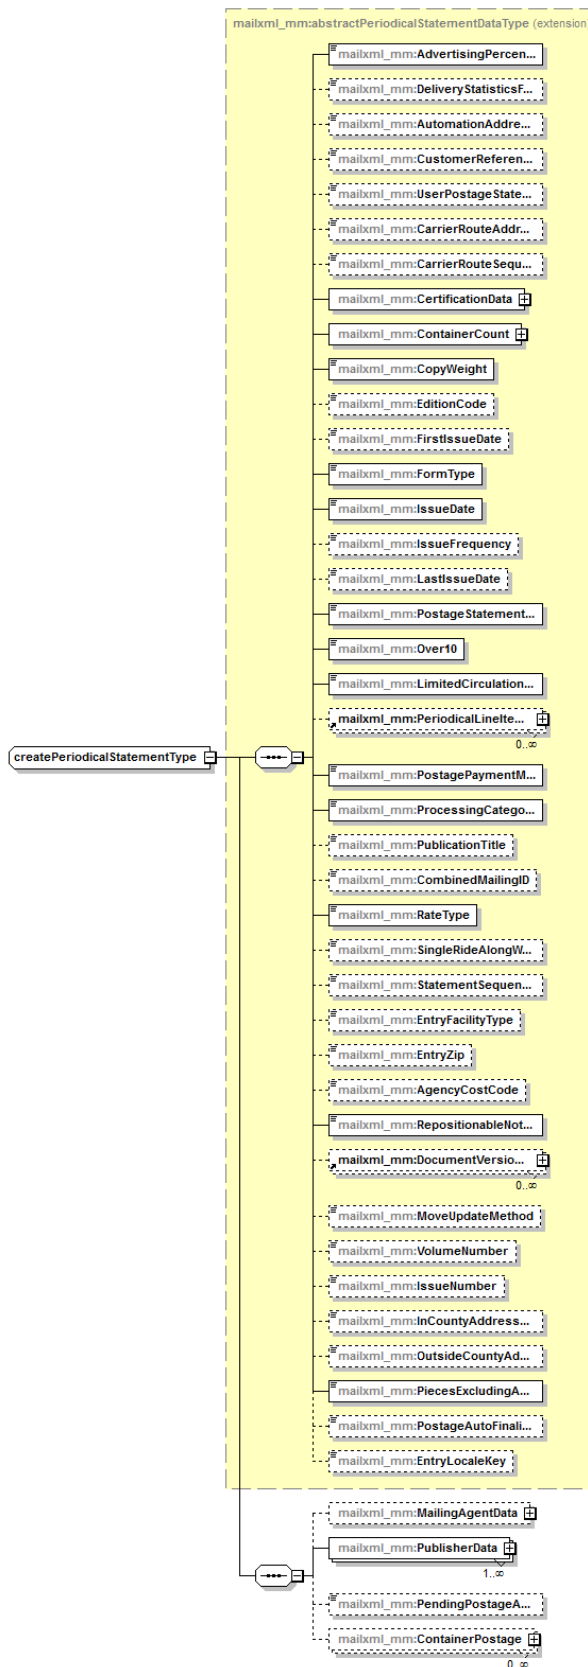 mailxml_mm:abstractPeriodicalStatementDataType (extension
mailxml_mm:AdvertisingPercen...
mailxml_mm:DeliveryStatisticsF...
mailxml_mm:AutomationAddre...
mailxml_mm:CustomerReferen...
mailxml_mm:UserPostageState...
mailxml_mm:CarrierRouteAddr...
mailxml_mm:CarrierRouteSequ...
mailxml_mm:CertificationData
mailxml_mm:ContainerCount
mailxml_mm:CopyWeight
mailxml_mm:EditionCode
mailxml_mm:FirstIssueDate
mailxml_mm:FormType
mailxml_mm:IssueDate
mailxml_mm:IssueFrequency
mailxml_mm:LastIssueDate
mailxml_mm:PostageStatement...
mailxml_mm:Over10
mailxml_mm:LimitedCirculation...
mailxml_mm:PeriodicalLineIte...
0..∞
createPeriodicalStatementType
mailxml_mm:PostagePaymentM...
mailxml_mm:ProcessingCatego...
mailxml_mm:PublicationTitle
mailxml_mm:CombinedMailingID
mailxml_mm:RateType
mailxml_mm:SingleRideAlongW...
mailxml_mm:StatementSequen...
mailxml_mm:EntryFacilityType
mailxml_mm:EntryZip
mailxml_mm:AgencyCostCode
mailxml_mm:RepositionableNot...
mailxml_mm:DocumentVersio...
0..∞
mailxml_mm:MoveUpdateMethod
mailxml_mm:VolumeNumber
mailxml_mm:IssueNumber
mailxml_mm:InCountyAddress...
mailxml_mm:OutsideCountyAd...
mailxml_mm:PiecesExcludingA...
mailxml_mm:PostageAutoFinali...
mailxml_mm:EntryLocaleKey
mailxml_mm:MailingAgentData
mailxml_mm:PublisherData
1..∞
mailxml_mm:PendingPostageA...
mailxml_mm:ContainerPostage
0..∞